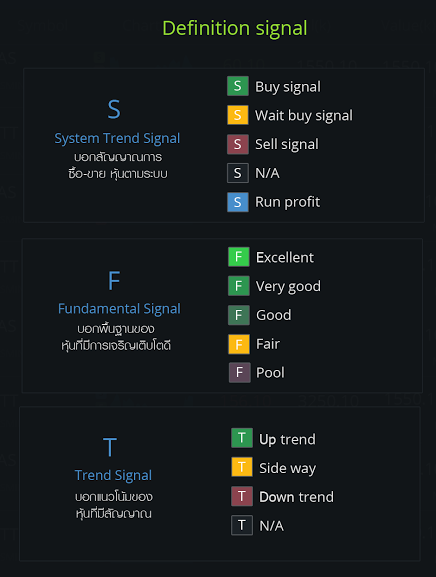 Definition signal
S
System Trend Signal
บอกสัญญาณการ
ซื้อ-ขาย หุ้นตามระบบ
S Buy signal
S Wait buy signal
S Sell signal
S N/A
S Run profit
F
Fundamental Signal
บอกพื้นฐานของ
หุ้นที่มีการเจริญเติบโตดี
F Excellent
F Very good
F Good
F Fair
F Pool
T
Trend Signal
บอกแนวโน้มของ
หุ้นที่มีสัญญาณ
T Up trend
T Side way
T Down trend
T N/A